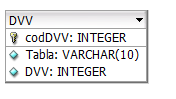 DVV
codDVV: INTEGER
Tabla: VARCHAR(10)
DVV: INTEGER